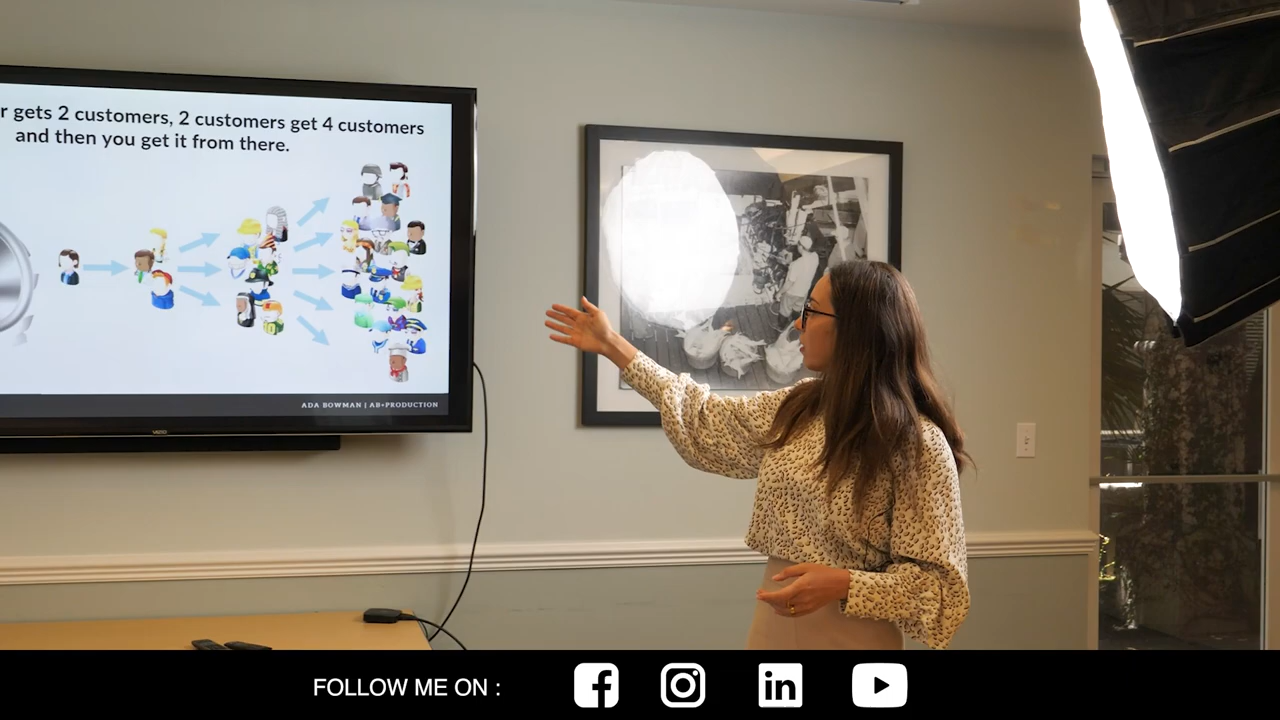 r gets 2 customers, 2 customers get 4 customers
and then you get it from there.
ADA BOWMAN | AB+PRODUCTION
VIZIO
FOLLOW ME ON :